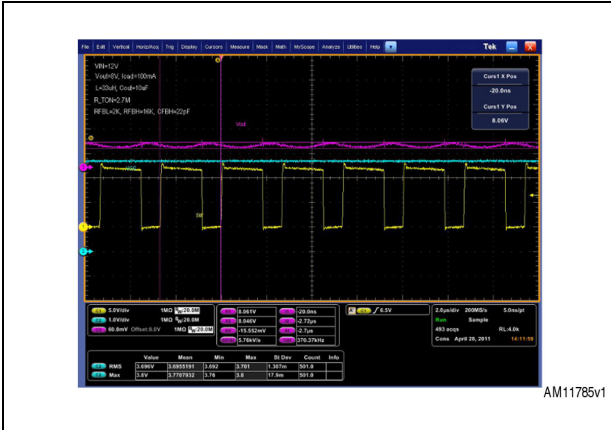 File Edit Vertical Horiz/Acq Trig Display Cursors Measure Mask Math MyScope Analyze Utilities Help Tek
VIN=12V
Vout=8V, Iload=100mA
L=33uH, Cout=10uF
R_TON=2.7M
RFBL=2K, RFBH=16K, CFBH=22pF
Curs1 X Pos
-20.0ns
Curs1 Y Pos
8.06V
Vout
VCC
SW
5.0V/div 1MΩ BW:20.0M
1.0V/div 1MΩ BW:20.0M
60.0mV Offset:8.0V 1MΩ BW:20.0M
8.061V -20.0ns
8.046V -2.72µs
-15.552mV -2.7µs
5.76kV/s 370.37kHz
6.5V
2.0µs/div 200MS/s 5.0ns/pt
Run Sample
493 acqs RL:4.0k
Cons April 28, 2011 14:11:59
Value Mean Min Max St Dev Count Info
RMS 3.696V 3.6955191 3.692 3.701 1.307m 501.0
Max 3.8V 3.7707932 3.76 3.8 17.9m 501.0
AM11785v1